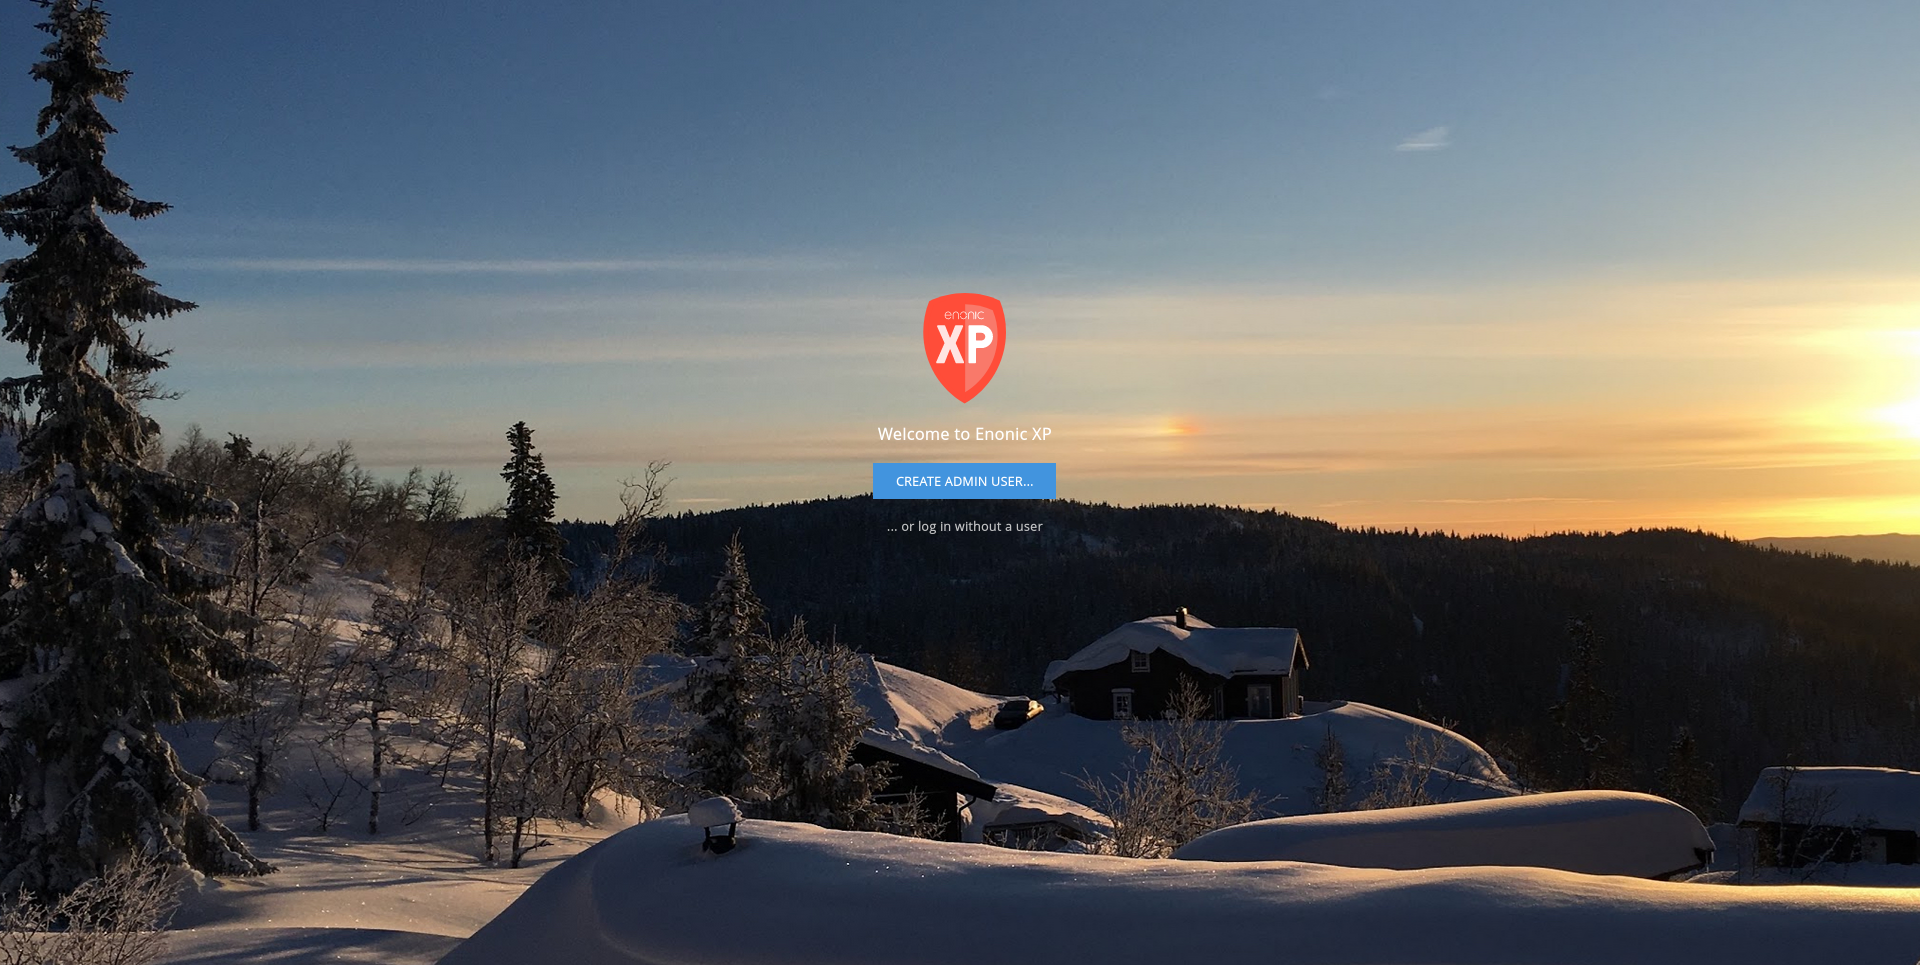 enonic
XP
Welcome to Enonic XP
CREATE ADMIN USER...
... or log in without a user